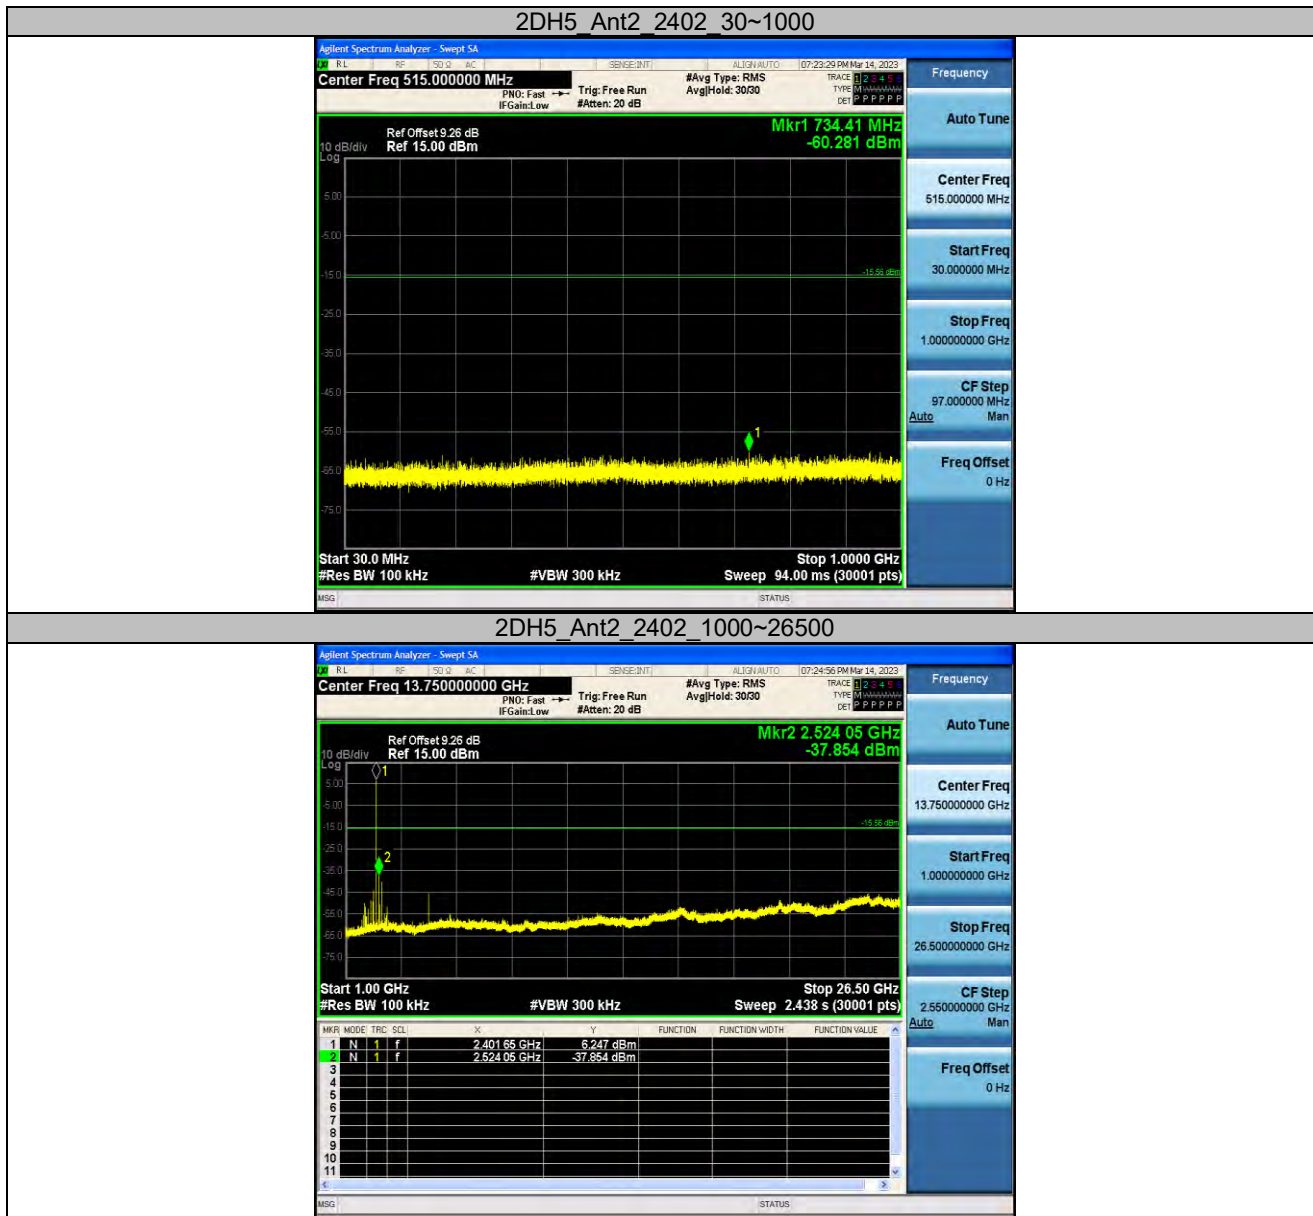 2DH5_Ant2_2402_30~1000
Agilent Spectrum Analyzer - Swept SA
RL RF 50 Ω AC SENSE:INT ALIGN AUTO 07:23:29 PM Mar 14, 2023
Center Freq 515.000000 MHz
PNO: Fast
IFGain:Low
Trig: Free Run
#Atten: 20 dB
#Avg Type: RMS
Avg|Hold: 30/30
TRACE 1 2 3 4 5
TYPE M
DET P P P P P P
Frequency
Mkr1 734.41 MHz
-60.281 dBm
Ref Offset 9.26 dB
10 dB/div Ref 15.00 dBm
Log
5.00
-5.00
-15.0
-15.56 dBm
-25.0
-35.0
-45.0
-55.0
1
-65.0
-75.0
Start 30.0 MHz Stop 1.0000 GHz
#Res BW 100 kHz #VBW 300 kHz Sweep 94.00 ms (30001 pts)
MSG STATUS
Auto Tune
Center Freq
515.000000 MHz
Start Freq
30.000000 MHz
Stop Freq
1.000000000 GHz
CF Step
97.000000 MHz
Auto Man
Freq Offset
0 Hz
2DH5_Ant2_2402_1000~26500
Agilent Spectrum Analyzer - Swept SA
RL RF 50 Ω AC SENSE:INT ALIGN AUTO 07:24:56 PM Mar 14, 2023
Center Freq 13.750000000 GHz
PNO: Fast
IFGain:Low
Trig: Free Run
#Atten: 20 dB
#Avg Type: RMS
Avg|Hold: 30/30
TRACE 1 2 3 4 5
TYPE M
DET P P P P P P
Frequency
Mkr2 2.524 05 GHz
-37.854 dBm
Ref Offset 9.26 dB
10 dB/div Ref 15.00 dBm
Log
1
5.00
-5.00
-15.0
-15.56 dBm
-25.0
2
-35.0
-45.0
-55.0
-65.0
-75.0
Start 1.00 GHz Stop 26.50 GHz
#Res BW 100 kHz #VBW 300 kHz Sweep 2.438 s (30001 pts)
MKR MODE TRC SCL X Y FUNCTION FUNCTION WIDTH FUNCTION VALUE
1 N 1 f 2.401 65 GHz 6.247 dBm
2 N 1 f 2.524 05 GHz -37.854 dBm
3
4
5
6
7
8
9
10
11
MSG STATUS
Auto Tune
Center Freq
13.750000000 GHz
Start Freq
1.000000000 GHz
Stop Freq
26.500000000 GHz
CF Step
2.550000000 GHz
Auto Man
Freq Offset
0 Hz